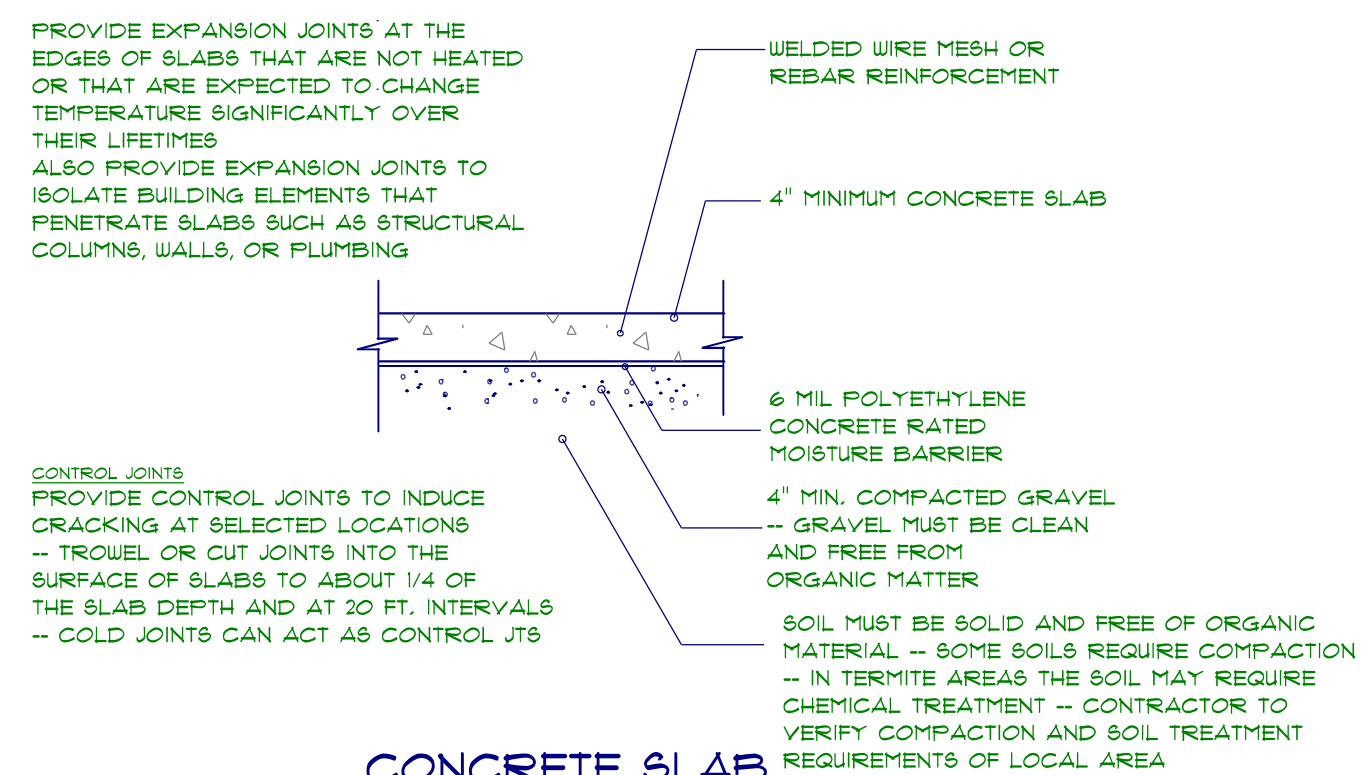 PROVIDE EXPANSION JOINTS AT THE
EDGES OF SLABS THAT ARE NOT HEATED
OR THAT ARE EXPECTED TO CHANGE
TEMPERATURE SIGNIFICANTLY OVER
THEIR LIFETIMES
ALSO PROVIDE EXPANSION JOINTS TO
ISOLATE BUILDING ELEMENTS THAT
PENETRATE SLABS SUCH AS STRUCTURAL
COLUMNS, WALLS, OR PLUMBING
WELDED WIRE MESH OR
REBAR REINFORCEMENT
4" MINIMUM CONCRETE SLAB
6 MIL POLYETHYLENE
CONCRETE RATED
MOISTURE BARRIER
CONTROL JOINTS
PROVIDE CONTROL JOINTS TO INDUCE
CRACKING AT SELECTED LOCATIONS
-- TROWEL OR CUT JOINTS INTO THE
SURFACE OF SLABS TO ABOUT 1/4 OF
THE SLAB DEPTH AND AT 20 FT. INTERVALS
-- COLD JOINTS CAN ACT AS CONTROL JTS
4" MIN. COMPACTED GRAVEL
-- GRAVEL MUST BE CLEAN
AND FREE FROM
ORGANIC MATTER
SOIL MUST BE SOLID AND FREE OF ORGANIC
MATERIAL -- SOME SOILS REQUIRE COMPACTION
-- IN TERMITE AREAS THE SOIL MAY REQUIRE
CHEMICAL TREATMENT -- CONTRACTOR TO
VERIFY COMPACTION AND SOIL TREATMENT
REQUIREMENTS OF LOCAL AREA
CONCRETE SLAB